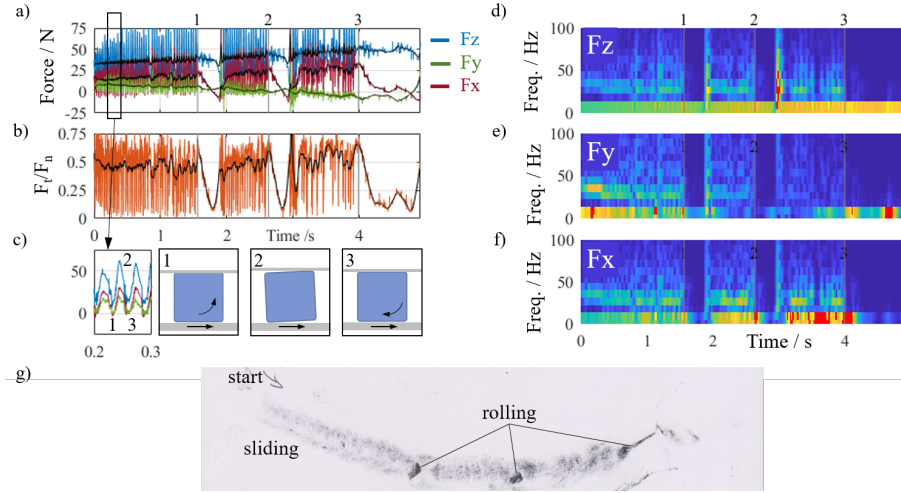 a)
Force / N
75
50
25
0
-25
1
2
3
Fz
Fy
Fx
b)
Ft/Fn
0.75
0.5
0.25
0
0
1
2
Time /s
4
c)
50
0
2
1
3
0.2
0.3
1
2
3
d)
Freq. / Hz
100
50
0
Fz
1
2
3
e)
Freq. / Hz
100
50
0
Fy
1
2
3
f)
Freq. / Hz
100
50
0
Fx
1
2
3
0
1
2
Time / s
4
g)
start
rolling
sliding